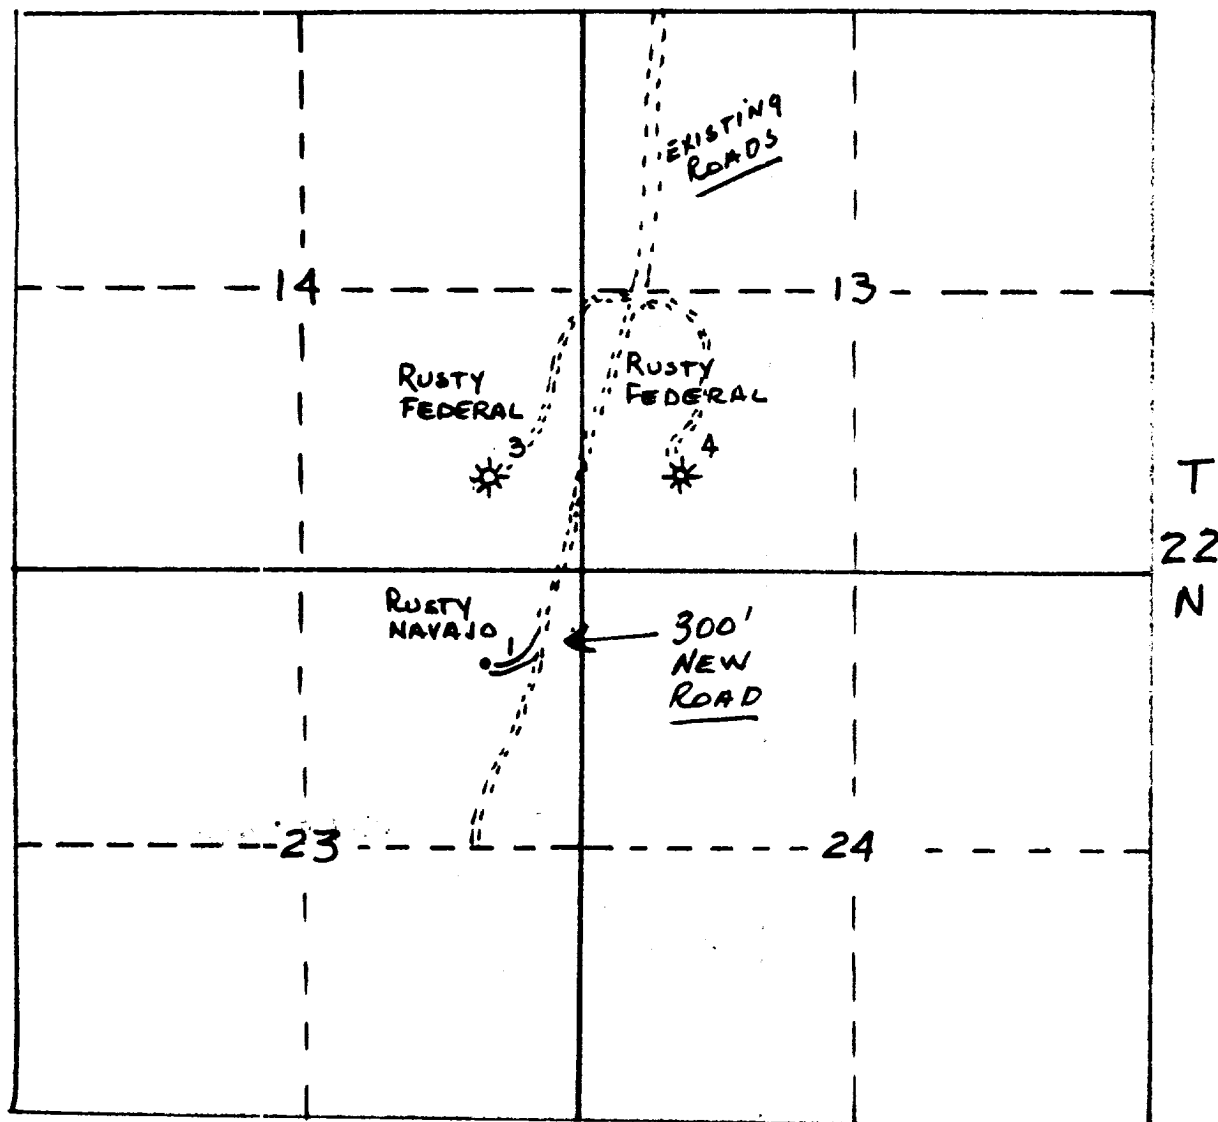 EXISTING
ROADS
14
13
RUSTY
FEDERAL
3
RUSTY
FEDERAL
4
T
22
N
RUSTY
NAVAJO
1
300'
NEW
ROAD
23
24